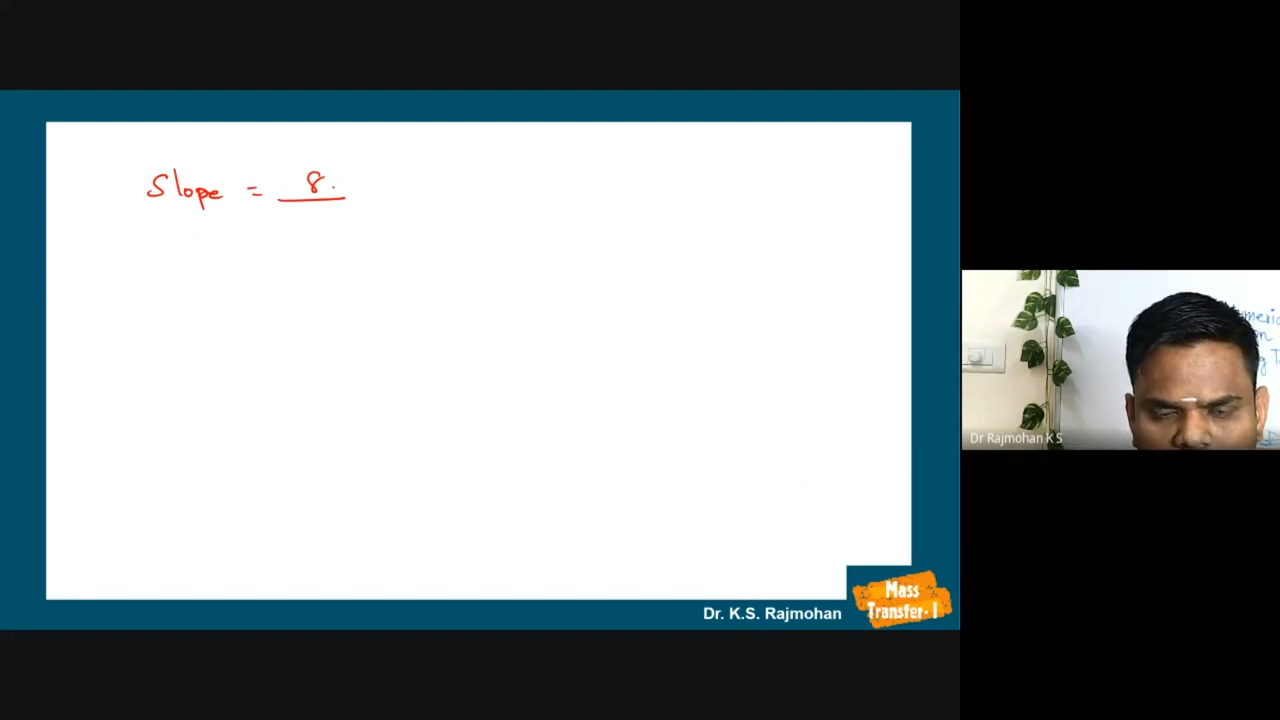 Slope = 8.
Dr. K.S. Rajmohan
Mass
Transfer-I
Dr Rajmohan K S